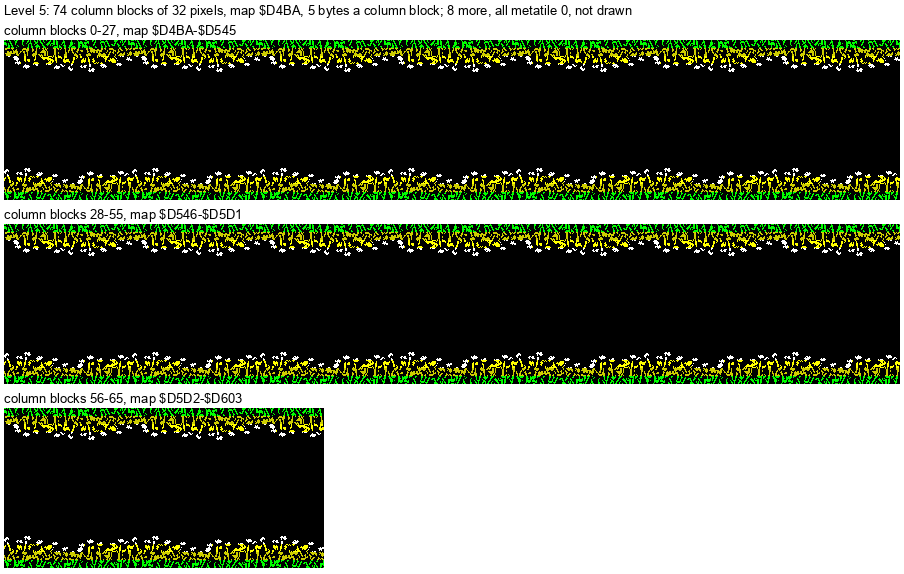 Level 5: 74 column blocks of 32 pixels, map $D4BA, 5 bytes a column block; 8 more, all metatile 0, not drawn
column blocks 0-27, map $D4BA-$D545
column blocks 28-55, map $D546-$D5D1
column blocks 56-65, map $D5D2-$D603